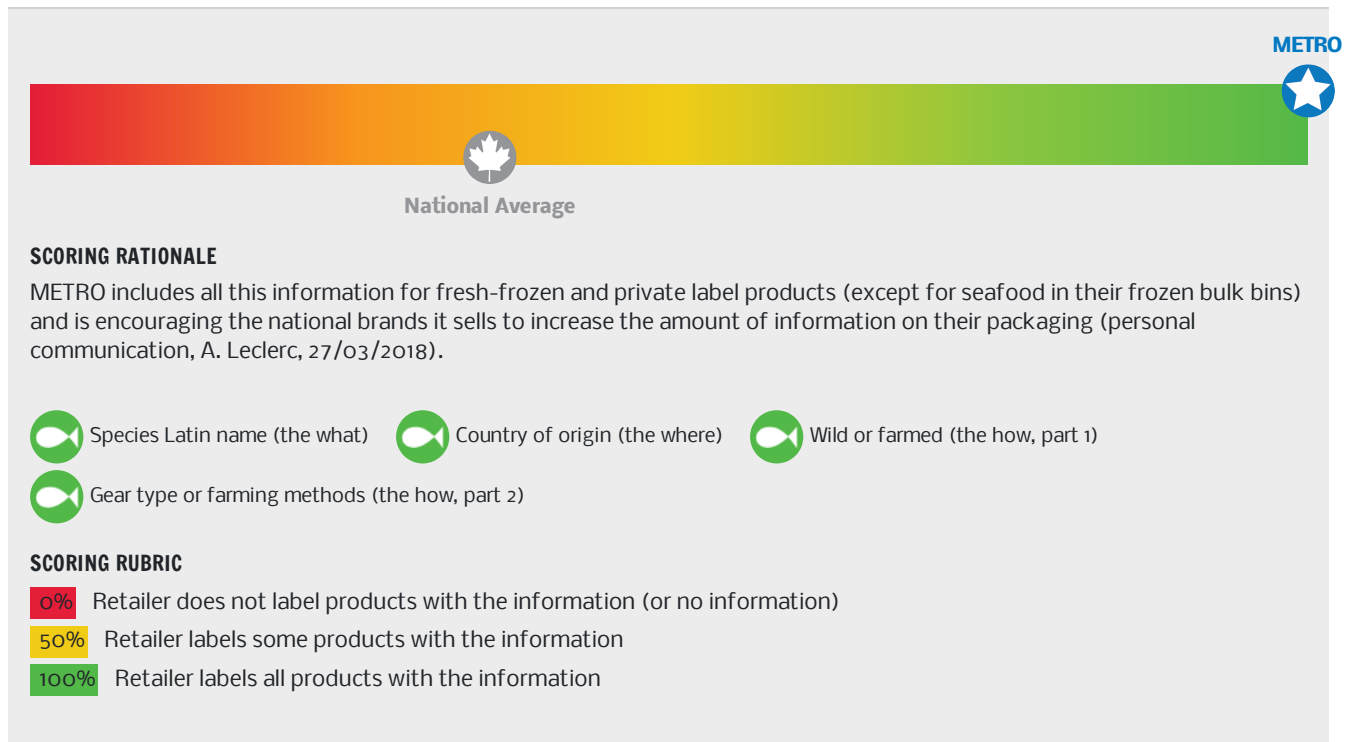 METRO
National Average
SCORING RATIONALE
METRO includes all this information for fresh-frozen and private label products (except for seafood in their frozen bulk bins)
and is encouraging the national brands it sells to increase the amount of information on their packaging (personal
communication, A. Leclerc, 27/03/2018).
Species Latin name (the what) Country of origin (the where) Wild or farmed (the how, part 1)
Gear type or farming methods (the how, part 2)
SCORING RUBRIC
0% Retailer does not label products with the information (or no information)
50% Retailer labels some products with the information
100% Retailer labels all products with the information